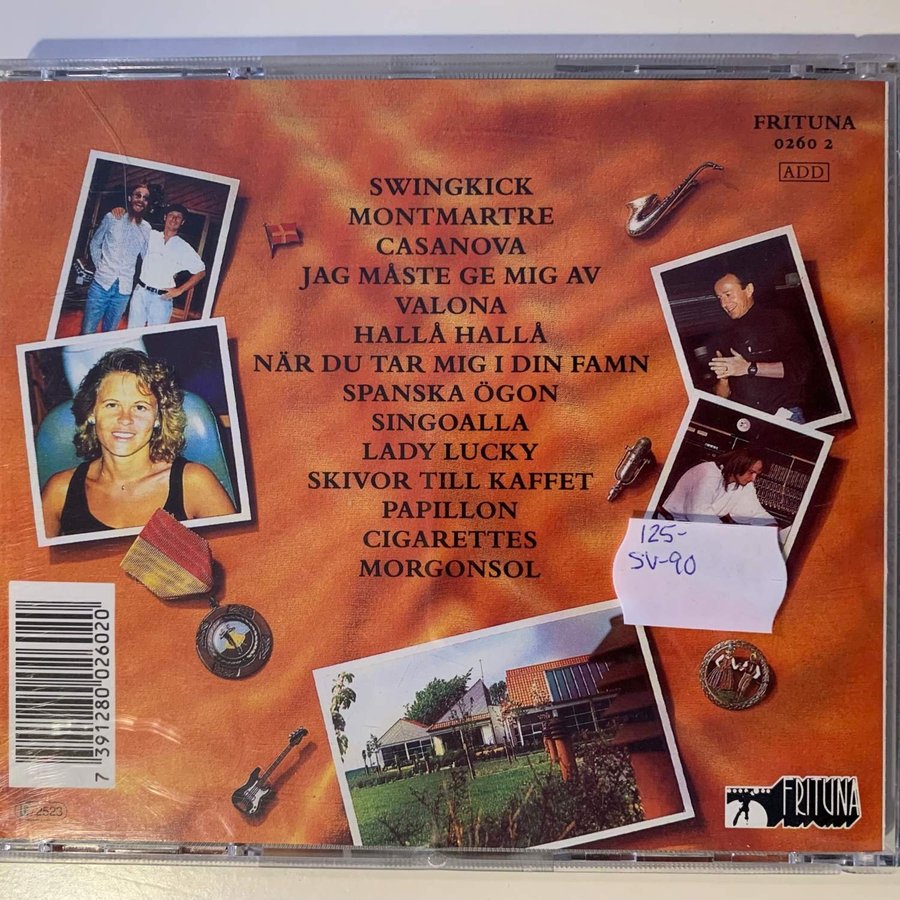 FRITUNA
0260 2
ADD
SWINGKICK
MONTMARTRE
CASANOVA
JAG MÅSTE GE MIG AV
VALONA
HALLÅ HALLÅ
NÄR DU TAR MIG I DIN FAMN
SPANSKA ÖGON
SINGOALLA
LADY LUCKY
SKIVOR TILL KAFFET
PAPILLON
CIGARETTES
MORGONSOL
125-
SV-90
7 391280 026020
2523
FRITUNA